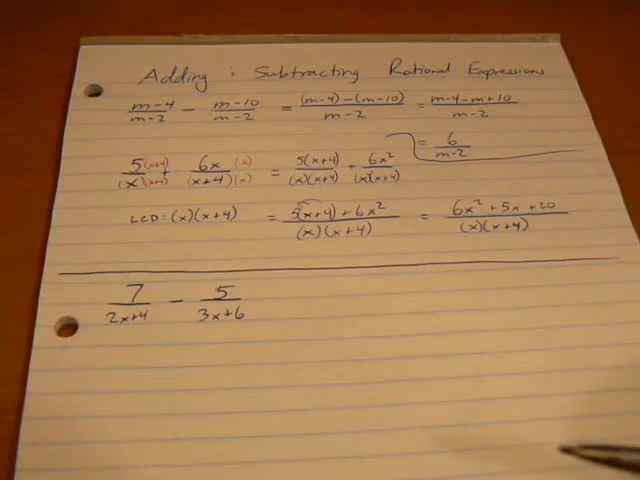 Adding & Subtracting Rational Expressions
m-4/m-2 - m-10/m-2 = (m-4)-(m-10)/m-2 = m-4-m+10/m-2
= 6/m-2
5(x+4)/(x)(x+4) + 6x(x)/(x+4)(x) = 5(x+4)/(x)(x+4) + 6x²/(x)(x+4)
LCD: (x)(x+4) = 5(x+4)+6x²/(x)(x+4) = 6x²+5x+20/(x)(x+4)
7/2x+4 - 5/3x+6